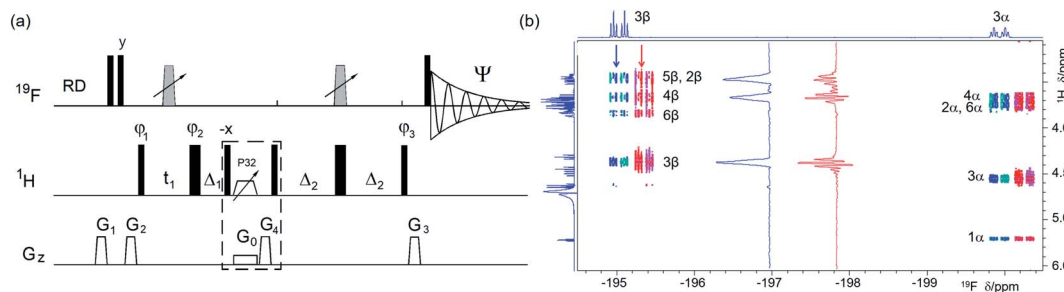 (a)
y
¹⁹F
RD
Ψ
φ₁
φ₂
-x
φ₃
P32
¹H
t₁
Δ₁
Δ₂
Δ₂
G₁
G₂
G₀
G₄
G₃
Gz
(b)
3β
3α
5β, 2β
4β
6β
3β
4α
2α, 6α
3α
1α
¹H δ/ppm
4.0
4.5
5.0
5.5
6.0
-195
-196
-197
-198
-199
¹⁹F δ/ppm